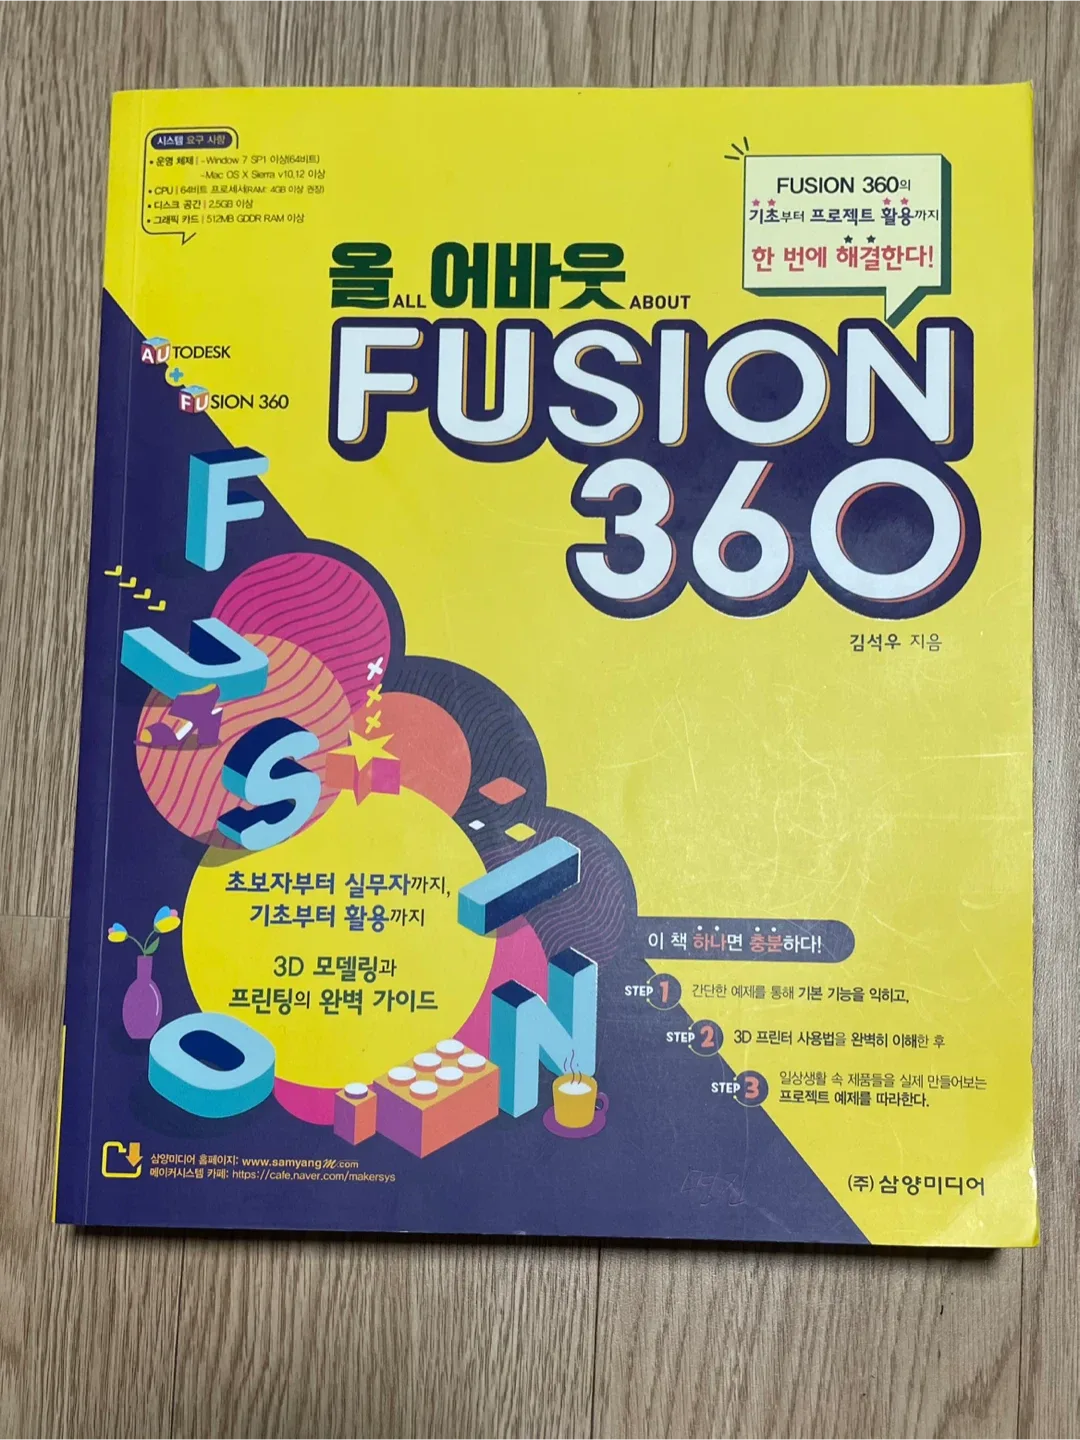 시스템 요구 사항
• 운영 체제 | -Window 7 SP1 이상(64비트)
-Mac OS X Sierra v10.12 이상
• CPU | 64비트 프로세서(RAM: 4GB 이상 권장)
• 디스크 공간 | 2.5GB 이상
• 그래픽 카드 | 512MB GDDR RAM 이상
FUSION 360의
기초부터 프로젝트 활용까지
한 번에 해결한다!
올 ALL 어바웃 ABOUT
FUSION
360
김석우 지음
AUTODESK
+
FUSION 360
F
U
S
I
O
N
초보자부터 실무자까지,
기초부터 활용까지
3D 모델링과
프린팅의 완벽 가이드
이 책 하나면 충분하다!
STEP 1 간단한 예제를 통해 기본 기능을 익히고,
STEP 2 3D 프린터 사용법을 완벽히 이해한 후
STEP 3 일상생활 속 제품들을 실제 만들어보는
프로젝트 예제를 따라한다.
삼양미디어 홈페이지: www.samyangm.com
메이커시스템 카페: https://cafe.naver.com/makersys
(주) 삼양미디어